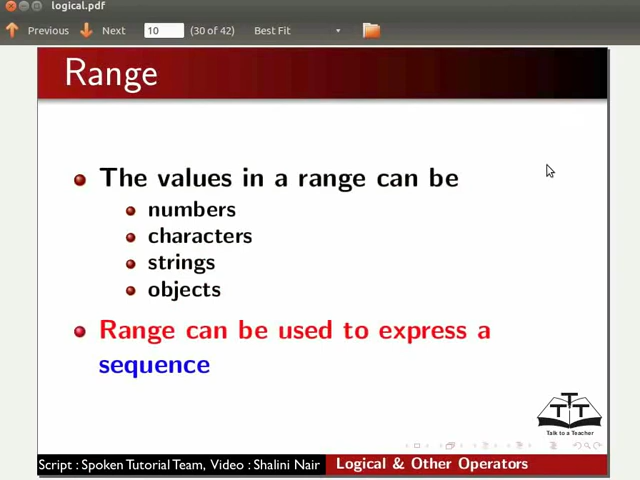 logical.pdf
Previous Next 10 (30 of 42) Best Fit
Range
The values in a range can be
numbers
characters
strings
objects
Range can be used to express a
sequence
TTT
Talk to a Teacher
Script : Spoken Tutorial Team, Video : Shalini Nair Logical & Other Operators